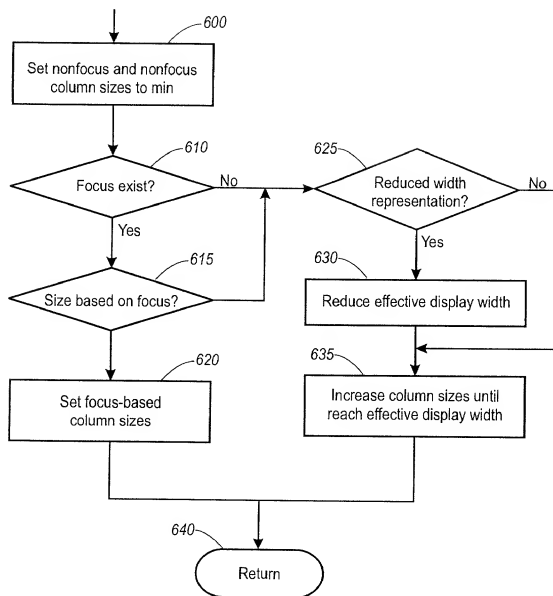 600
Set nonfocus and nonfocus
column sizes to min
610
Focus exist?
No
Yes
615
Size based on focus?
620
Set focus-based
column sizes
625
Reduced width
representation?
No
Yes
630
Reduce effective display width
635
Increase column sizes until
reach effective display width
640
Return